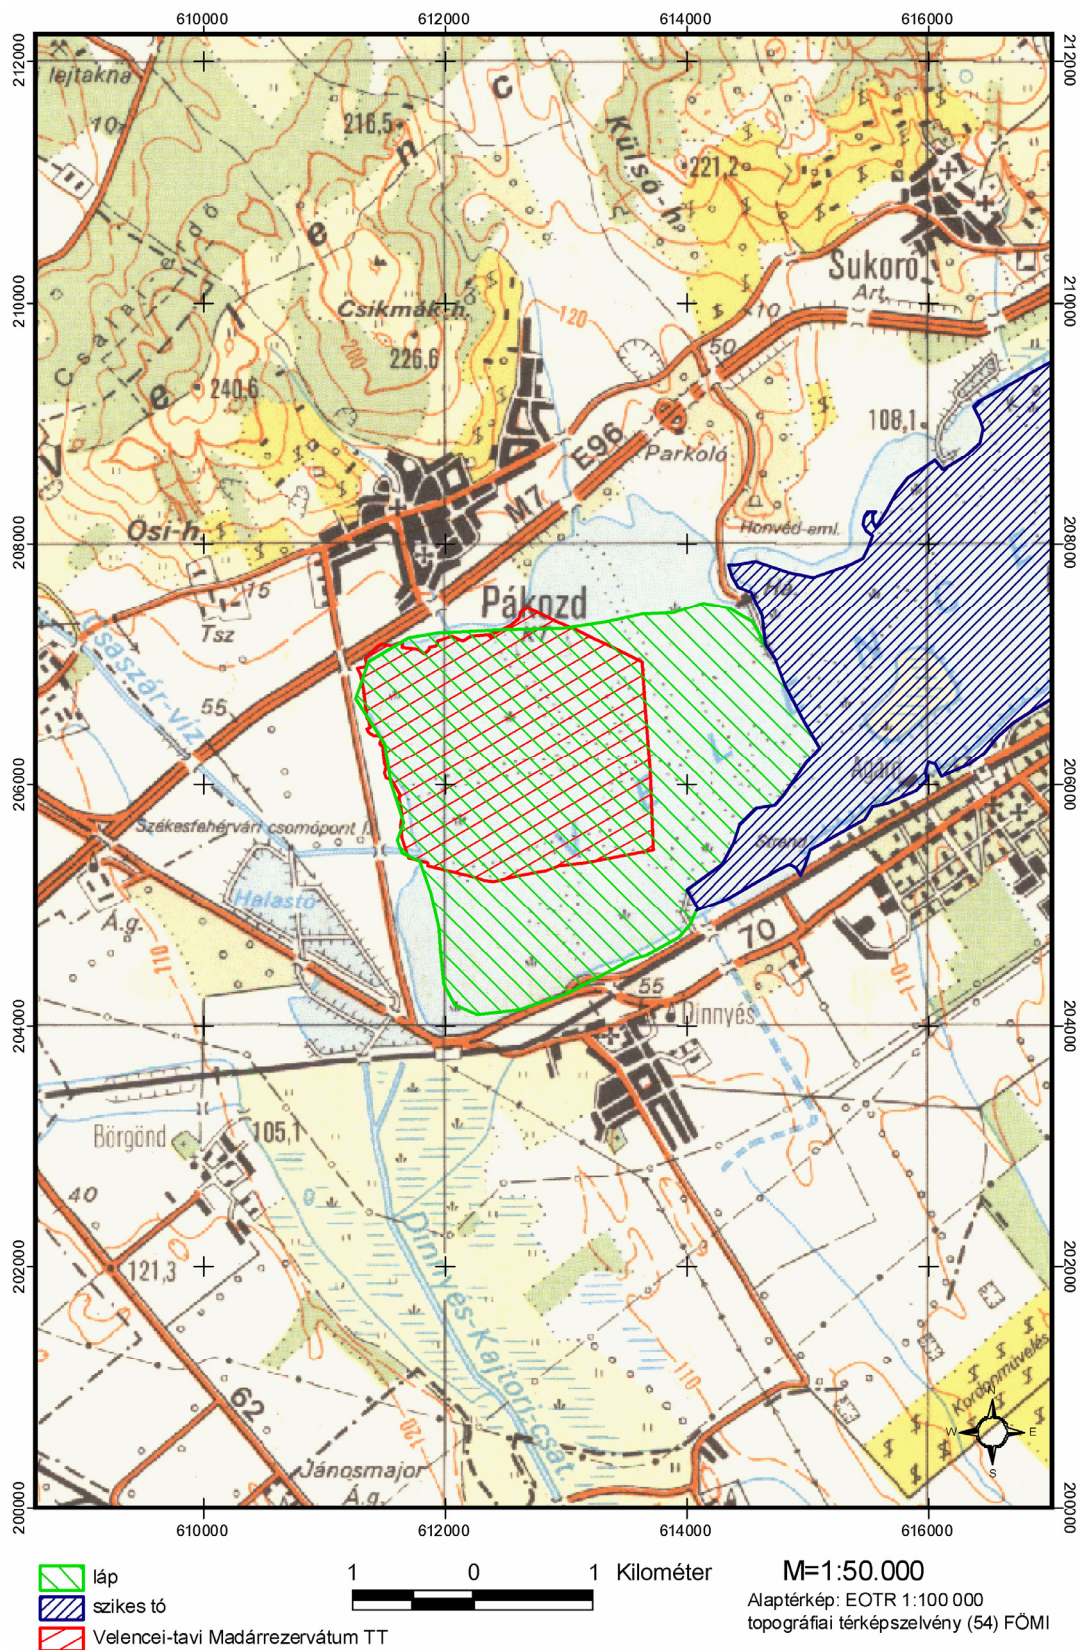 610000 612000 614000 616000
212000
212000
lejtakna
10
216,5
Külső-h.
221,2
Sukoró
Art.
210000
210000
Csikmák-h.
120
10
50
200
226,6
240,6
108,1
E96
Parkoló
M7
Honvéd-eml.
Ősi-h.
208000
208000
15
Tsz
Pákozd
Császár-víz
55
206000
206000
Agárd
Székesfehérvári csomópont I.
Strand
Halastó
Á.g.
110
70
110
55
Dinnyés
204000
204000
Börgönd
105,1
40
Dinnyés-Kajtori-csat.
202000
202000
121,3
62
110
120
Kordonművelés
N
W E
S
Jánosmajor
Á.g.
200000
200000
610000 612000 614000 616000
láp
szikes tó
Velencei-tavi Madárrezervátum TT
1 0 1 Kilométer
M=1:50.000
Alaptérkép: EOTR 1:100 000
topográfiai térképszelvény (54) FÖMI